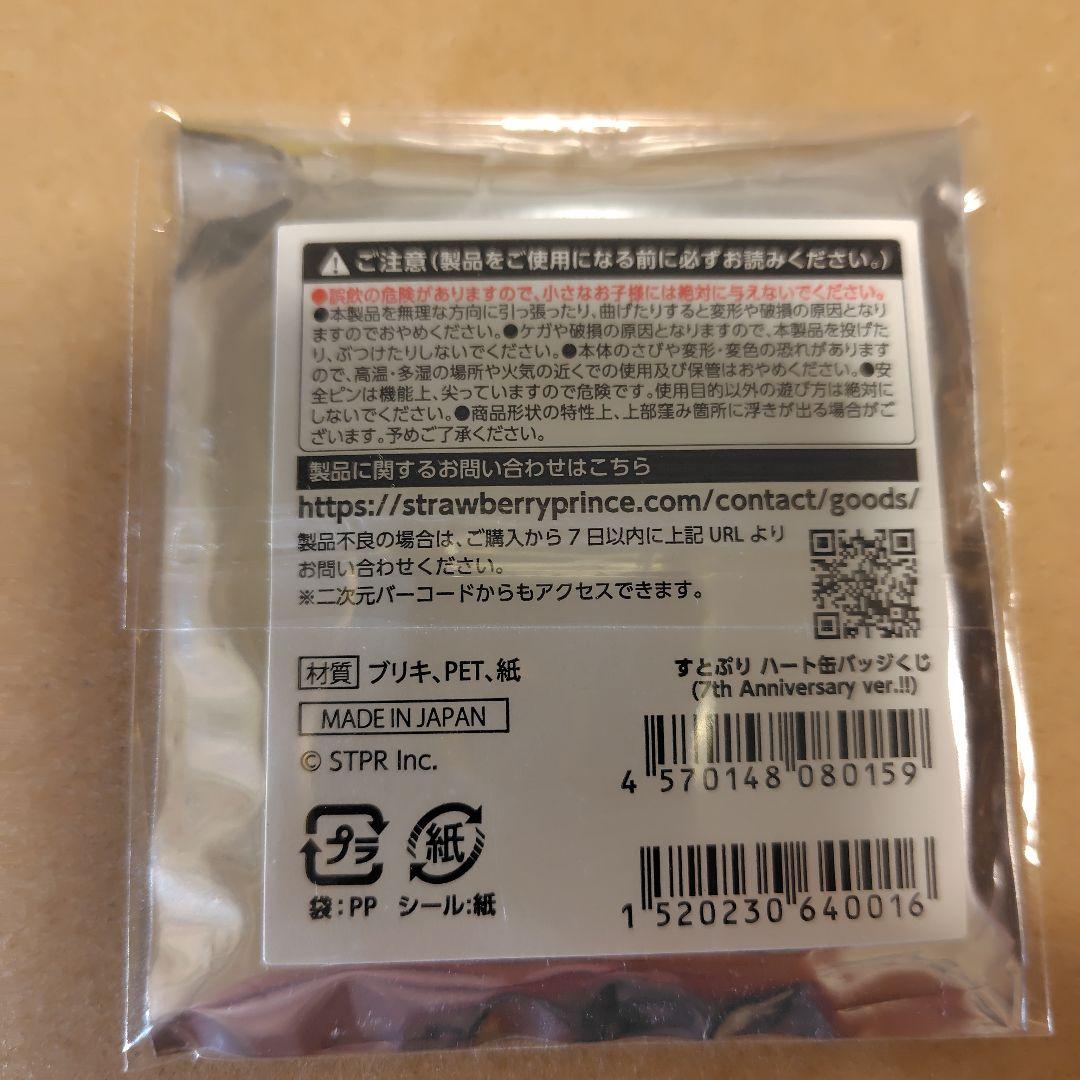 ご注意(製品をご使用になる前に必ずお読みください。)
●誤飲の危険がありますので、小さなお子様には絶対に与えないでください。
●本製品を無理な方向に引っ張ったり、曲げたりすると変形や破損の原因となり
ますのでおやめください。●ケガや破損の原因となりますので、本製品を投げた
り、ぶつけたりしないでください。●本体のさびや変形・変色の恐れがあります
ので、高温・多湿の場所や火気の近くでの使用及び保管はおやめください。●安
全ピンは機能上、尖っていますので危険です。使用目的以外の遊び方は絶対に
しないでください。●商品形状の特性上、上部窪み箇所に浮きが出る場合がご
ざいます。予めご了承ください。
製品に関するお問い合わせはこちら
https://strawberryprince.com/contact/goods/
製品不良の場合は、ご購入から7日以内に上記URLより
お問い合わせください。
※二次元バーコードからもアクセスできます。
材質 ブリキ、PET、紙
MADE IN JAPAN
© STPR Inc.
プラ
紙
袋:PP シール:紙
すとぷり ハート缶バッジくじ
(7th Anniversary ver.!!)
4 570148 080159
1 520230 640016